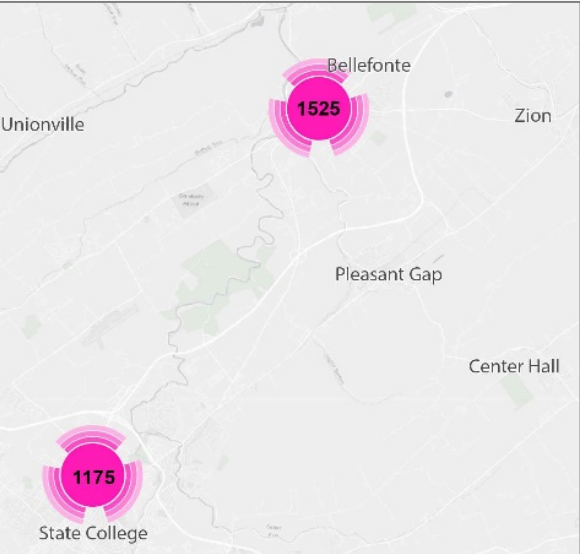 Bellefonte
1525
Zion
Unionville
Pleasant Gap
Center Hall
1175
State College